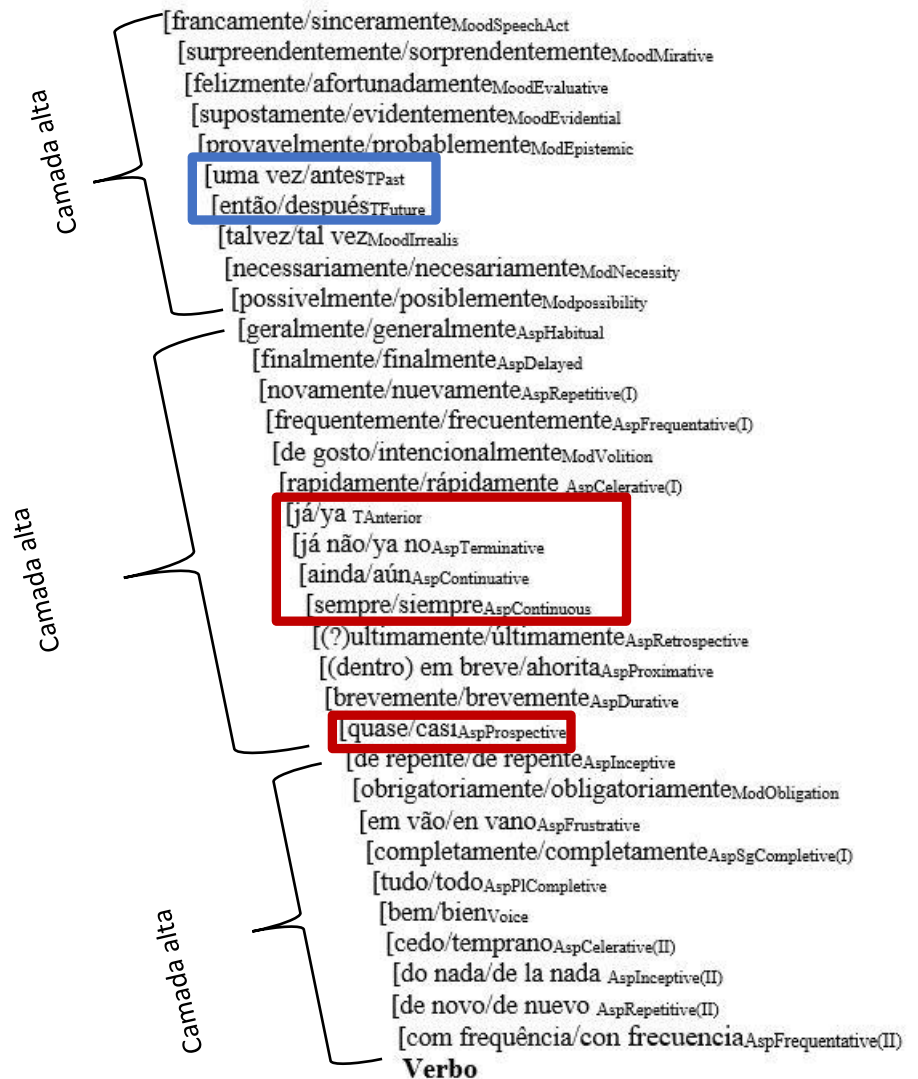 [francamente/sinceramenteMoodSpeechAct
[surpreendentemente/sorprendentementeMoodMirative
[felizmente/afortunadamenteMoodEvaluative
[supostamente/evidentementeMoodEvidential
[provavelmente/probablementeModEpistemic
Camada alta
[uma vez/antesTPast
[então/despuésTFuture
[talvez/tal vezMoodIrrealis
[necessariamente/necesariamenteModNecessity
[possivelmente/posiblementeModpossibility
[geralmente/generalmenteAspHabitual
[finalmente/finalmenteAspDelayed
[novamente/nuevamenteAspRepetitive(I)
[frequentemente/frecuentementeAspFrequentative(I)
[de gosto/intencionalmenteModVolition
[rapidamente/rápidamente AspCelerative(I)
[já/ya TAnterior
[já não/ya noAspTerminative
Camada alta
[ainda/aúnAspContinuative
[sempre/siempreAspContinuous
[(?)ultimamente/últimamenteAspRetrospective
[(dentro) em breve/ahoritaAspProximative
[brevemente/brevementeAspDurative
[quase/casiAspProspective
[de repente/de repenteAspInceptive
[obrigatoriamente/obligatoriamenteModObligation
[em vão/en vanoAspFrustrative
[completamente/completamenteAspSgCompletive(I)
[tudo/todoAspPlCompletive
[bem/bienVoice
Camada alta
[cedo/tempranoAspCelerative(II)
[do nada/de la nada AspInceptive(II)
[de novo/de nuevo AspRepetitive(II)
[com frequência/con frecuenciaAspFrequentative(II)
Verbo